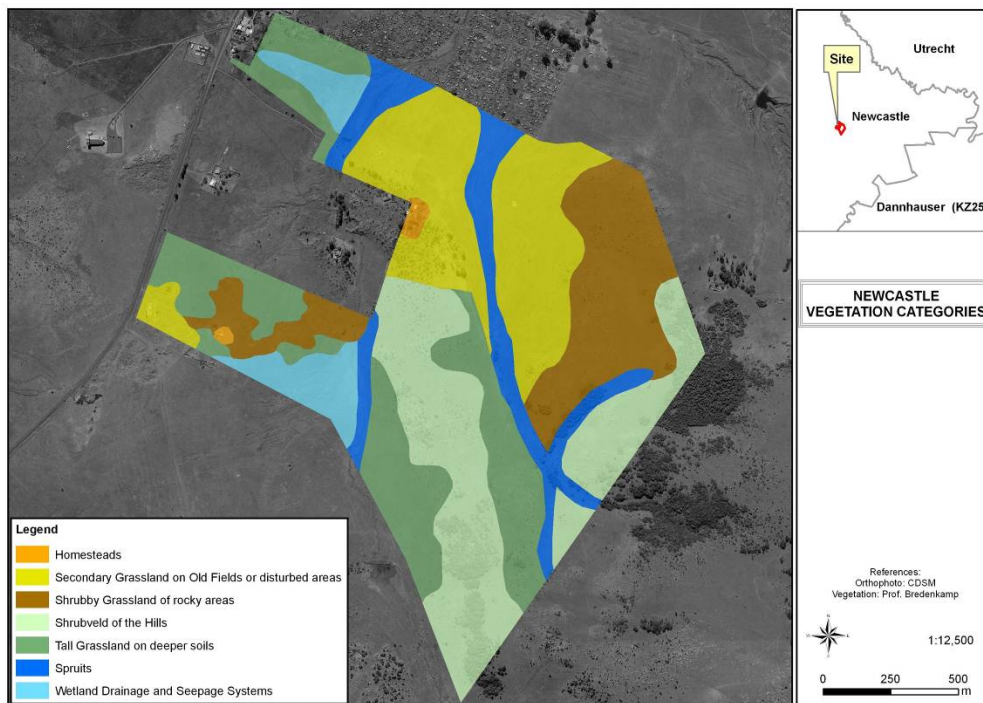 Utrecht
Site
Newcastle
Dannhauser (KZ25
NEWCASTLE
VEGETATION CATEGORIES
Legend
Homesteads
Secondary Grassland on Old Fields or disturbed areas
Shrubby Grassland of rocky areas
Shrubveld of the Hills
Tall Grassland on deeper soils
Spruits
Wetland Drainage and Seepage Systems
References:
Orthophoto: CDSM
Vegetation: Prof. Bredenkamp
N
W E
S
1:12,500
0 250 500
m